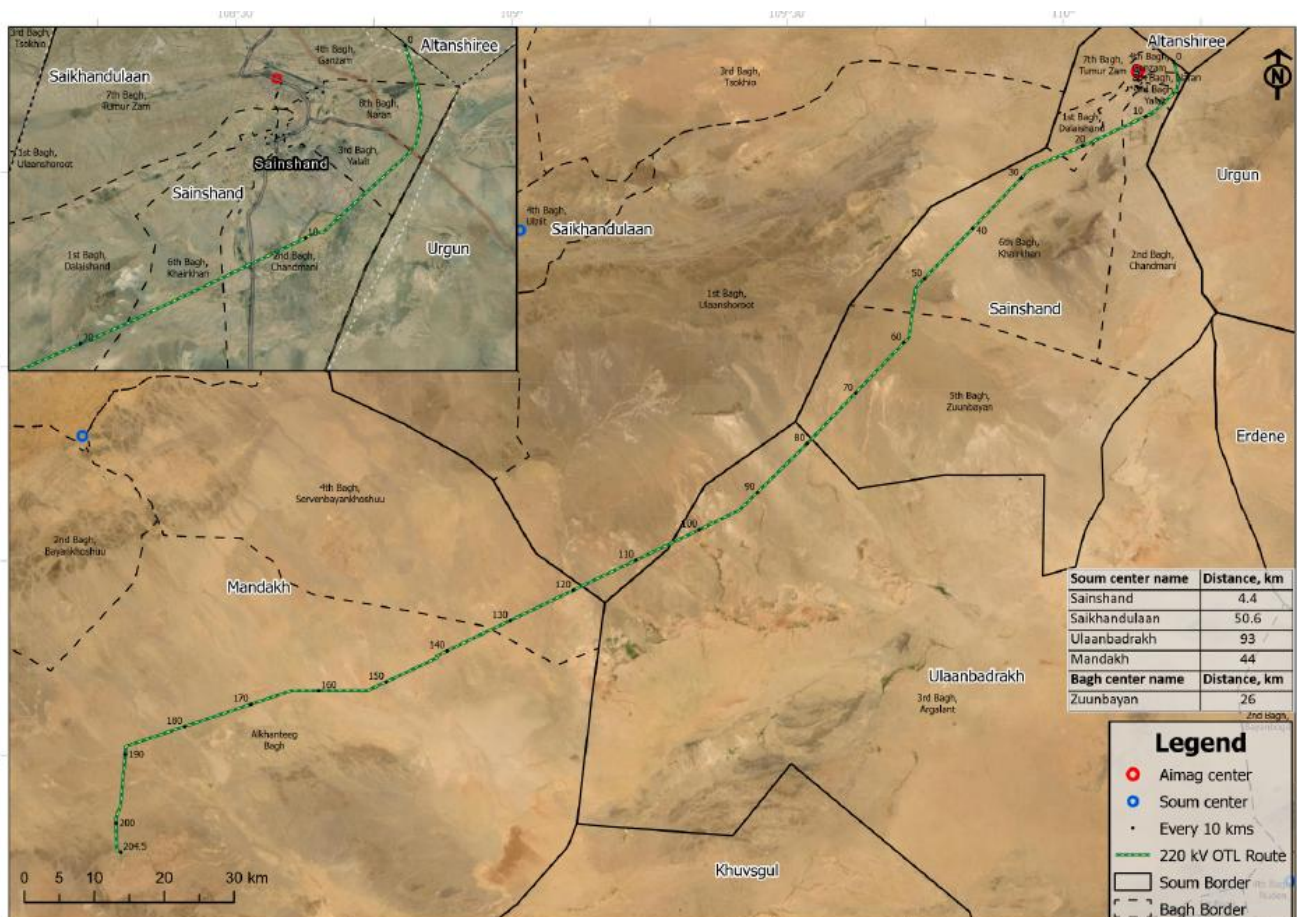 108°30'
109°
109°30'
110°
3rd Bagh,
Tsokhio
Saikhandulaan
7th Bagh,
Tumur Zam
1st Bagh,
Ulaanshoroot
4th Bagh,
Ganzam
0
Altanshiree
8th Bagh,
Naran
3rd Bagh,
Yalalt
Sainshand
Sainshand
1st Bagh,
Dalaishand
6th Bagh,
Khairkhan
10
2nd Bagh,
Chandmani
Urgun
20
3rd Bagh,
Tsokhio
Altanshiree
7th Bagh,
Tumur Zam
0
N
10
1st Bagh,
Dalaishand
20
30
Urgun
4th Bagh,
Ulziit
Saikhandulaan
40
6th Bagh,
Khairkhan
2nd Bagh,
Chandmani
50
1st Bagh,
Ulaanshoroot
Sainshand
60
70
5th Bagh,
Zuunbayan
80
Erdene
90
4th Bagh,
Servenbayankhoshuu
100
2nd Bagh,
Bayankhoshuu
110
Mandakh
120
130
140
150
160
170
180
190
200
204.5
Alkhanteeg
Bagh
Ulaanbadrakh
3rd Bagh,
Argalant
Khuvsgul
Soum center name Distance, km
Sainshand 4.4
Saikhandulaan 50.6
Ulaanbadrakh 93
Mandakh 44
Bagh center name Distance, km
Zuunbayan 26
2nd Bagh,
Legend
Aimag center
Soum center
Every 10 kms
220 kV OTL Route
Soum Border
Bagh Border
0 5 10 20 30 km